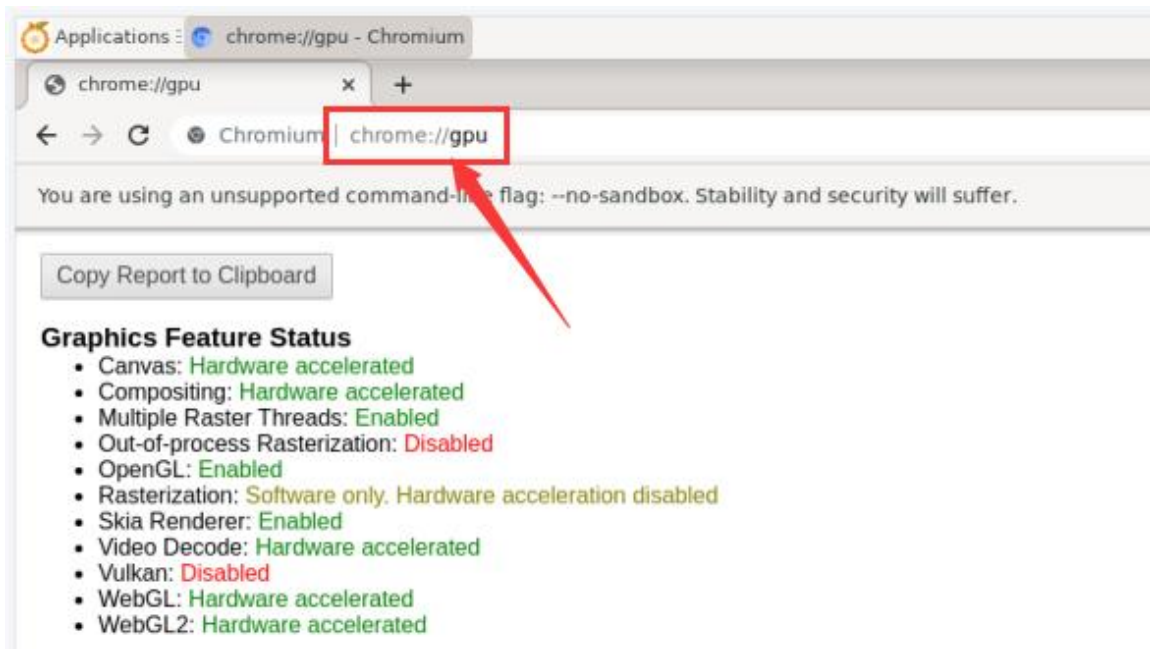 Applications chrome://gpu - Chromium
chrome://gpu
Chromium | chrome://gpu
You are using an unsupported command-line flag: --no-sandbox. Stability and security will suffer.
Copy Report to Clipboard
Graphics Feature Status
• Canvas: Hardware accelerated
• Compositing: Hardware accelerated
• Multiple Raster Threads: Enabled
• Out-of-process Rasterization: Disabled
• OpenGL: Enabled
• Rasterization: Software only. Hardware acceleration disabled
• Skia Renderer: Enabled
• Video Decode: Hardware accelerated
• Vulkan: Disabled
• WebGL: Hardware accelerated
• WebGL2: Hardware accelerated